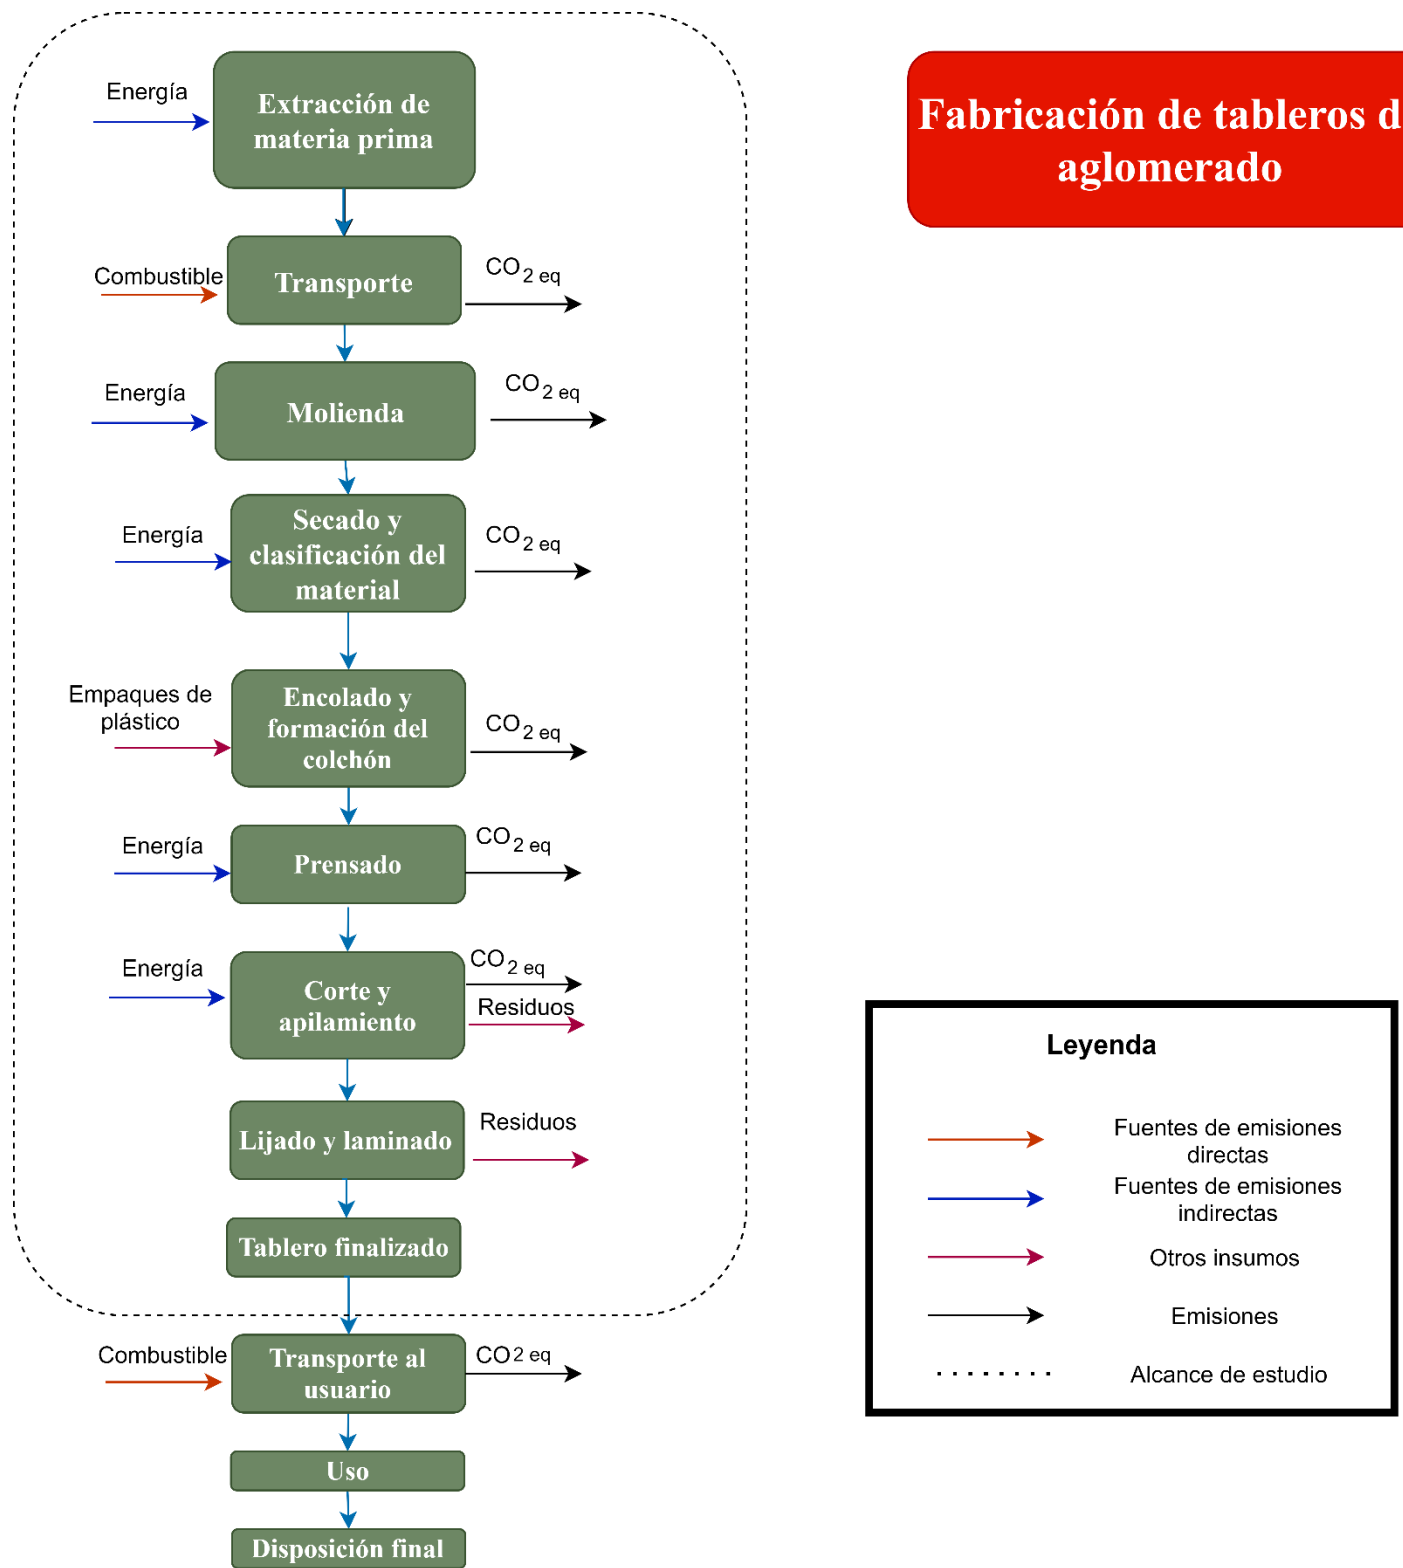 Energía
Extracción de
materia prima
Fabricación de tableros d
aglomerado
Combustible
Transporte
CO2 eq
Energía
Molienda
CO2 eq
Energía
Secado y
clasificación del
material
CO2 eq
Empaques de
plástico
Encolado y
formación del
colchón
CO2 eq
Energía
Prensado
CO2 eq
Energía
Corte y
apilamiento
CO2 eq
Residuos
Lijado y laminado
Residuos
Tablero finalizado
Combustible
Transporte al
usuario
CO2 eq
Uso
Disposición final
Leyenda
Fuentes de emisiones
directas
Fuentes de emisiones
indirectas
Otros insumos
Emisiones
Alcance de estudio